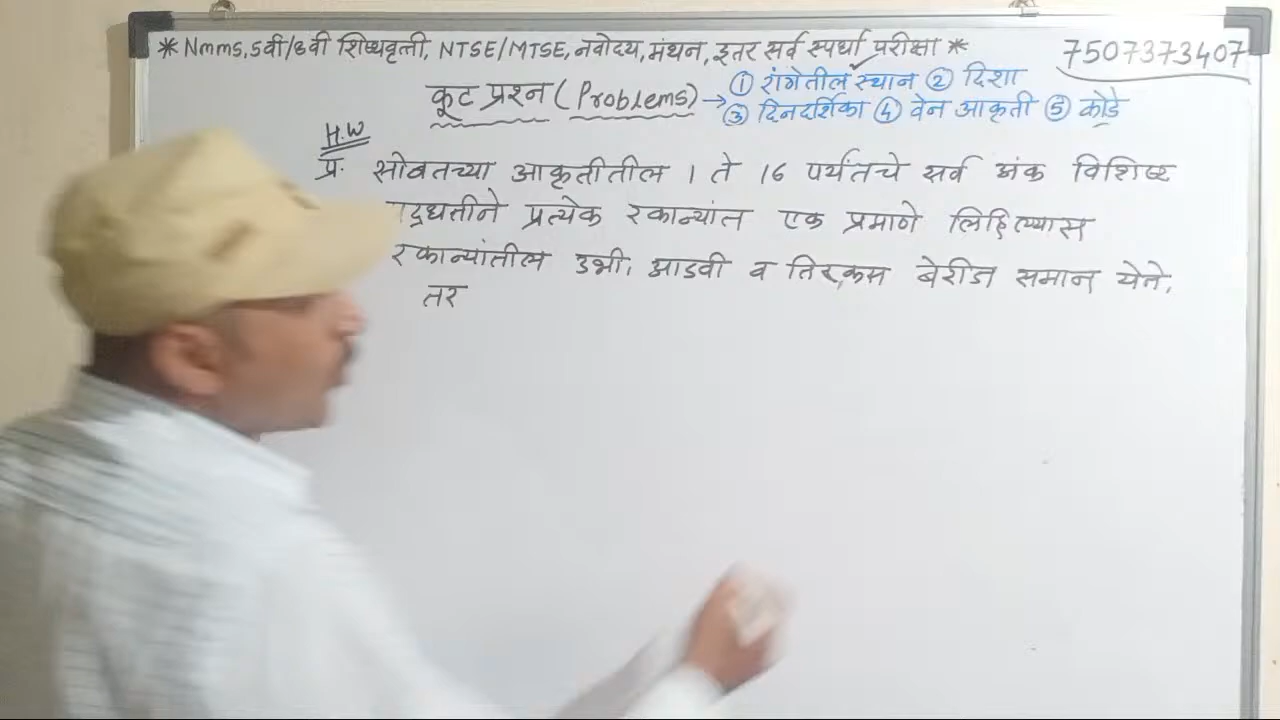 * Nmms, 5वी/8वी शिष्यवृत्ती, NTSE/MTSE, नवोदय, मंथन, इतर सर्व स्पर्धा परीक्षा *
7507373407
कूट प्रश्न (Problems) → ① रांगेतील स्थान ② दिशा
③ दिनदर्शिका ④ वेन आकृती ⑤ कोडे
H.W
प्र. सोबतच्या आकृतीतील 1 ते 16 पर्यंतचे सर्व अंक विशिष्ट
पद्धतीने प्रत्येक रकान्यांत एक प्रमाणे लिहिल्यास
रकान्यांतील उभी, आडवी व तिरकस बेरीज समान येते,
तर